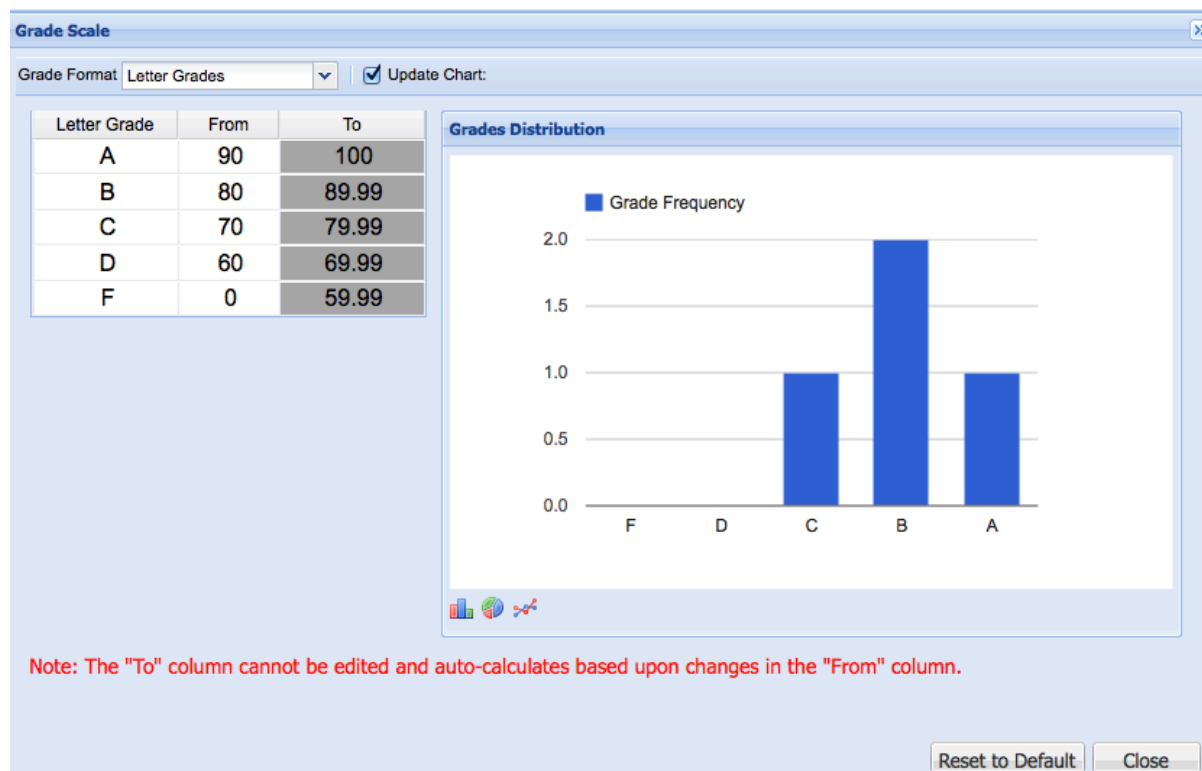 Grade Scale
Grade Format Letter Grades Update Chart:
Letter Grade From To
A 90 100
B 80 89.99
C 70 79.99
D 60 69.99
F 0 59.99
Grades Distribution
Grade Frequency
2.0
1.5
1.0
0.5
0.0
F D C B A
Note: The "To" column cannot be edited and auto-calculates based upon changes in the "From" column.
Reset to Default Close